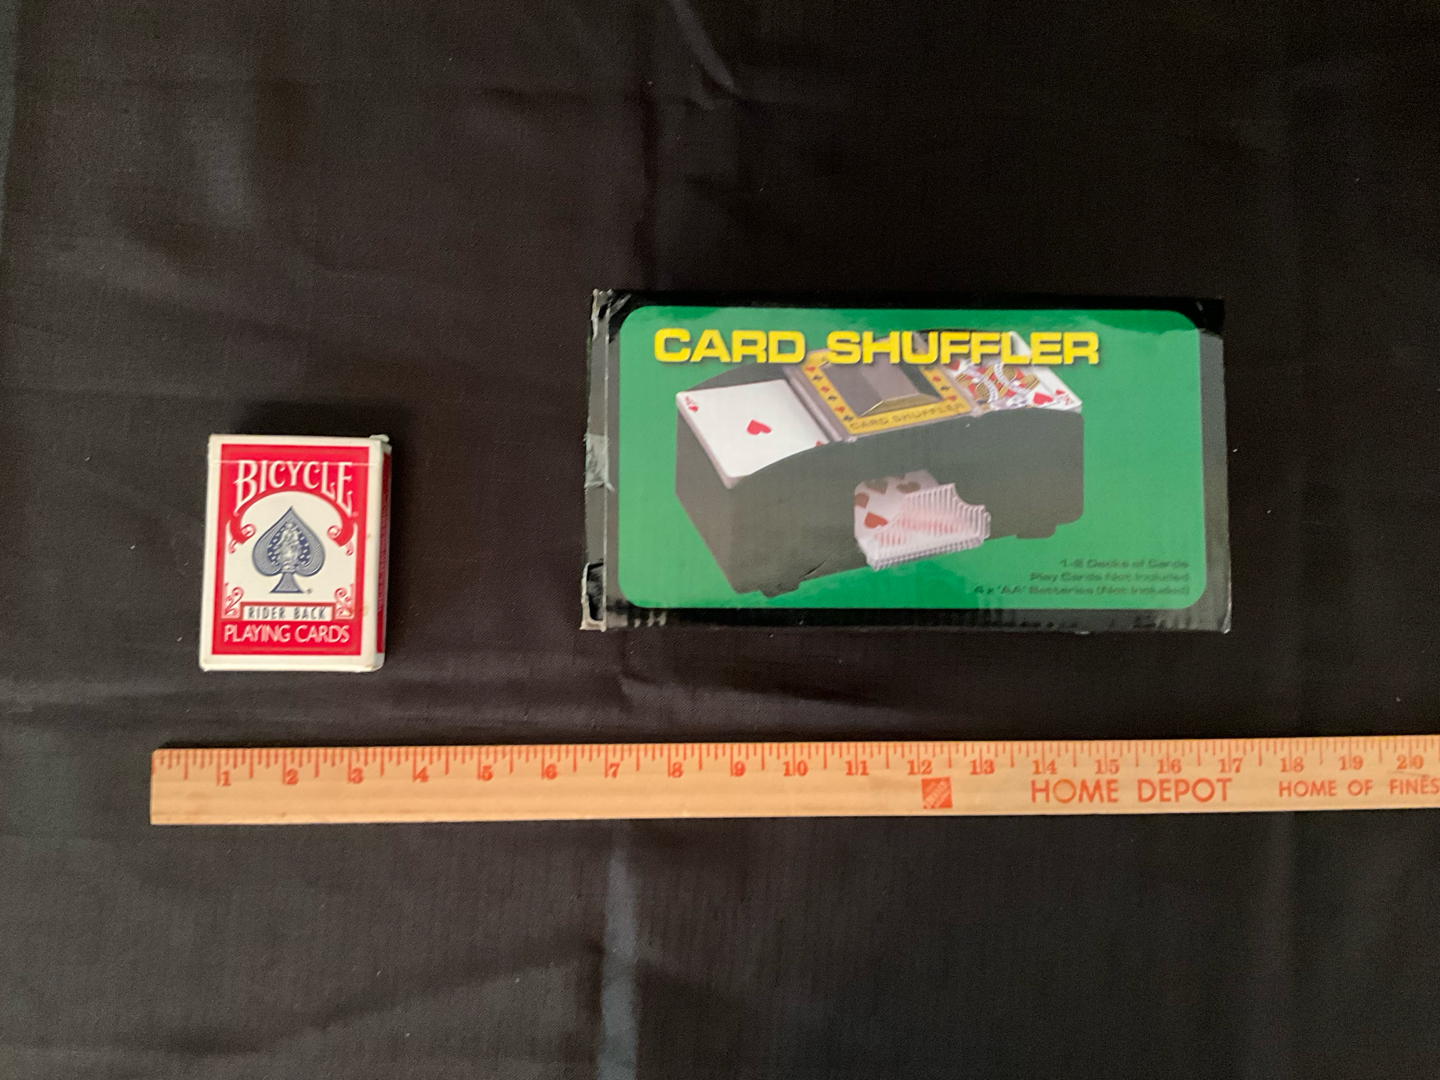 CARD SHUFFLER
CARD SHUFFLER
1-2 Decks of Cards
Play Cards Not Included
4 x 'AA' Batteries (Not Included)
BICYCLE
RIDER BACK
PLAYING CARDS
1 2 3 4 5 6 7 8 9 10 11 12 13 14 15 16 17 18 19 20
HOME DEPOT HOME OF FINES